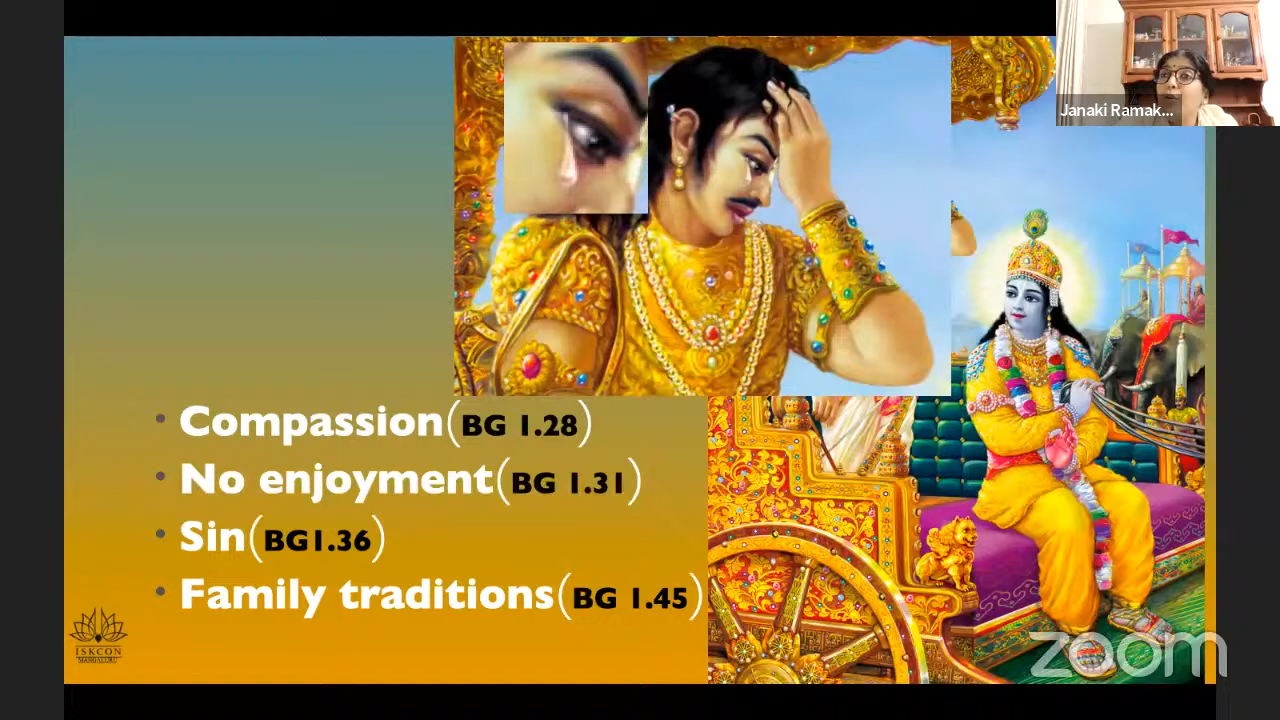 Janaki Ramak...
• Compassion(BG 1.28)
• No enjoyment(BG 1.31)
• Sin(BG1.36)
• Family traditions(BG 1.45)
ISKCON
MANGALURU
zoom